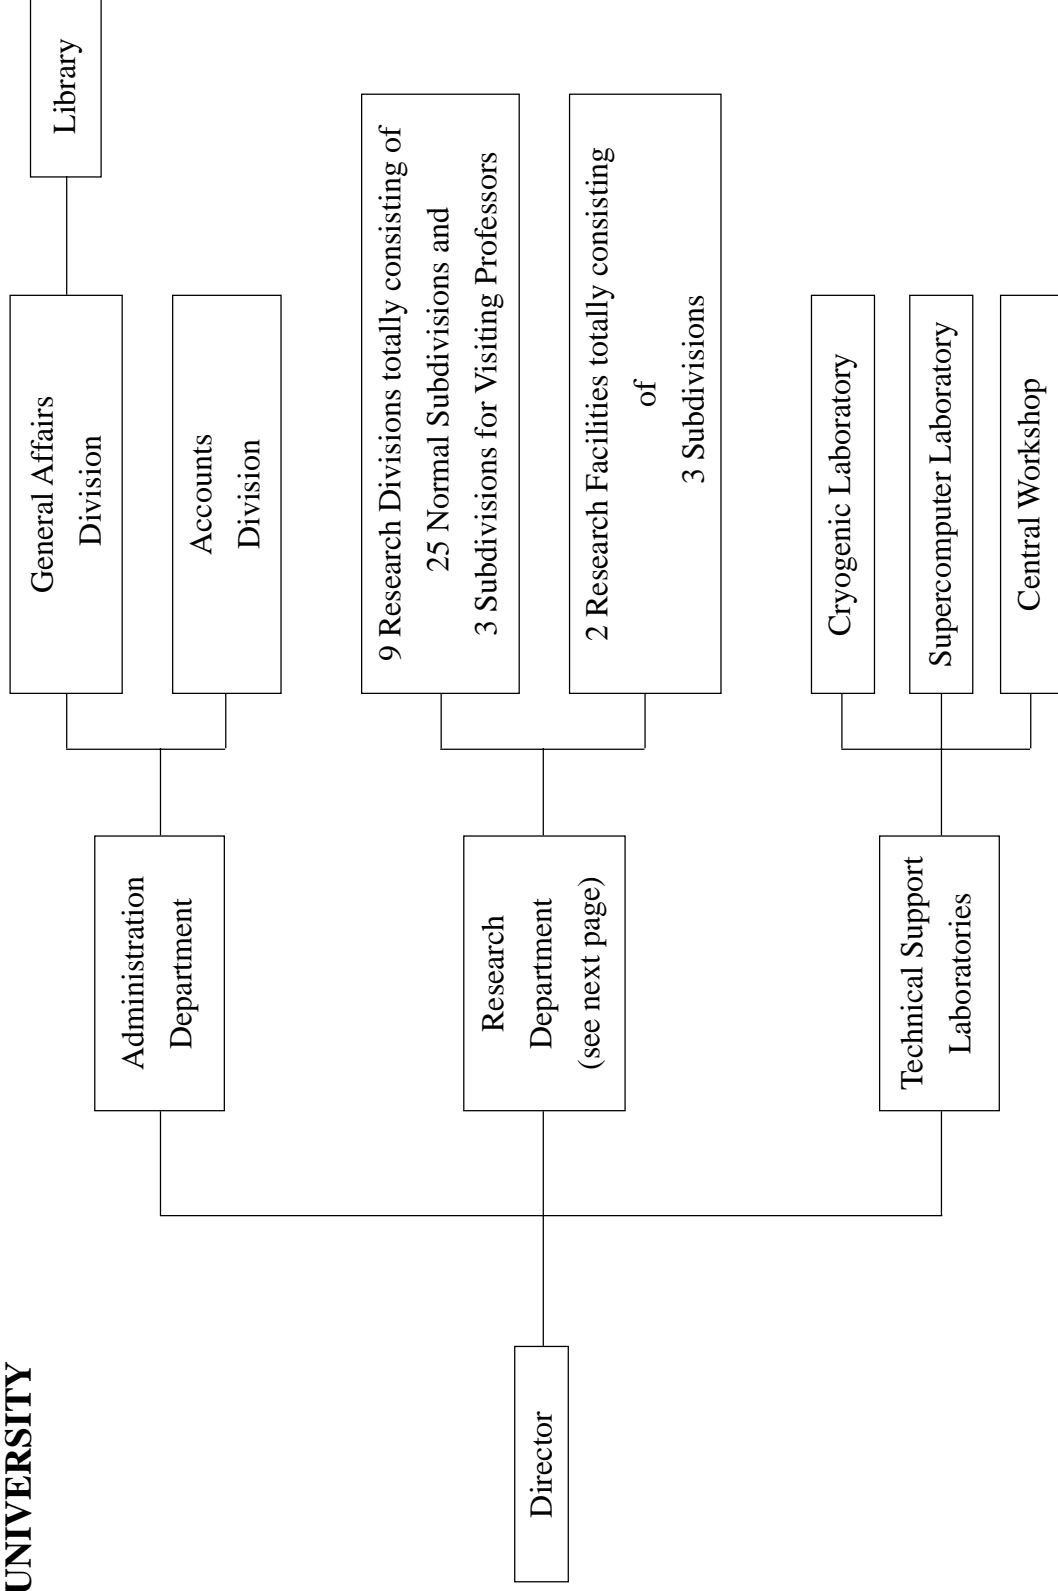 UNIVERSITY
Director
Administration
Department
General Affairs
Division
Library
Accounts
Division
Research
Department
(see next page)
9 Research Divisions totally consisting of
25 Normal Subdivisions and
3 Subdivisions for Visiting Professors
2 Research Facilities totally consisting
of
3 Subdivisions
Technical Support
Laboratories
Cryogenic Laboratory
Supercomputer Laboratory
Central Workshop